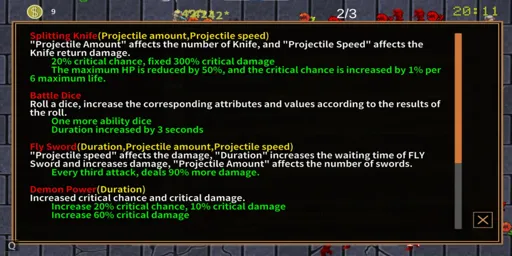 9
2/3
20:11
Splitting Knife(Projectile amount,Projectile speed)
"Projectile Amount" affects the number of Knife, and "Projectile Speed" affects the
Knife return damage.
20% critical chance, fixed 300% critical damage
The maximum HP is reduced by 50%, and the critical chance is increased by 1% per
6 maximum life.
Battle Dice
Roll a dice, increase the corresponding attributes and values according to the results of
the roll.
One more ability dice
Duration increased by 3 seconds
Fly Sword(Duration,Projectile amount,Projectile speed)
"Projectile speed" affects the damage, "Duration" increases the waiting time of FLY
Sword and increases damage, "Projectile Amount" affects the number of swords.
Every third attack, deals 90% more damage.
Demon Power(Duration)
Increased critical chance and critical damage.
Increase 20% critical chance, 10% critical damage
Increase 60% critical damage
Q